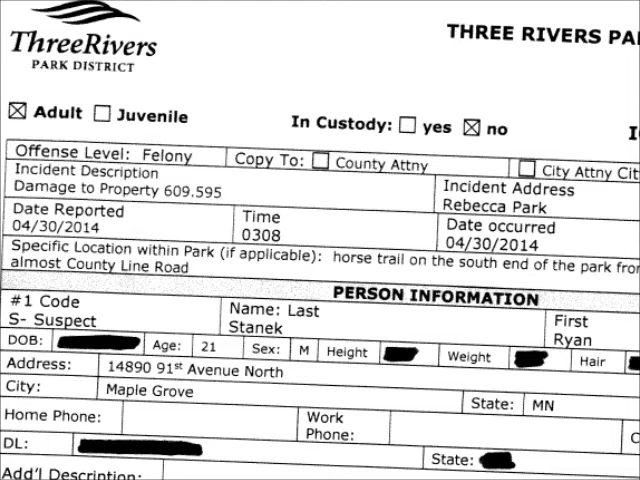 ThreeRivers
PARK DISTRICT
THREE RIVERS
Adult Juvenile In Custody: yes no
Offense Level: Felony Copy To: County Attny City Attny
Incident Description
Damage to Property 609.595
Incident Address
Rebecca Park
Date Reported
04/30/2014
Time
0308
Date occurred
04/30/2014
Specific Location within Park (if applicable): horse trail on the south end of the park from
almost County Line Road
PERSON INFORMATION
#1 Code
S- Suspect
Name: Last
Stanek
First
Ryan
DOB: Age: 21 Sex: M Height Weight Hair
Address: 14890 91st Avenue North
City: Maple Grove State: MN
Home Phone: Work
Phone:
DL: State:
Add'l Description: